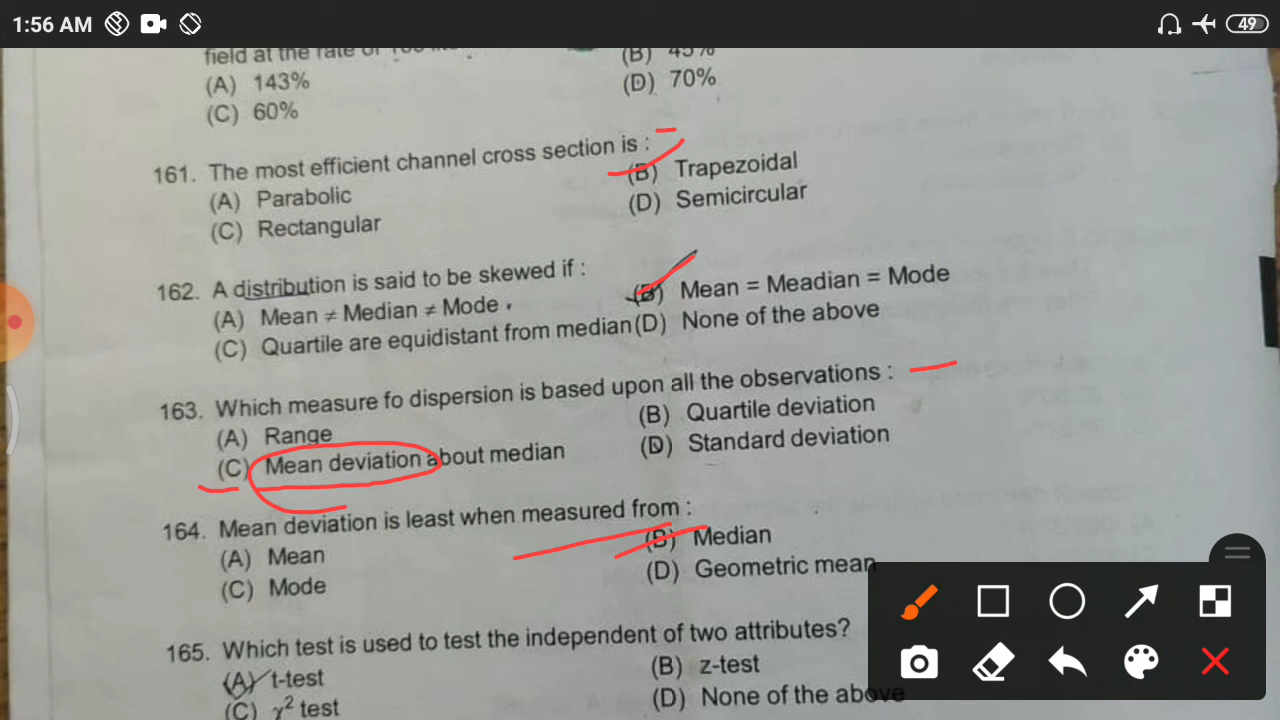 1:56 AM
49
field at the rate of
(B) 45%
(A) 143%
(D) 70%
(C) 60%
161. The most efficient channel cross section is :
(A) Parabolic
(B) Trapezoidal
(C) Rectangular
(D) Semicircular
162. A distribution is said to be skewed if :
(A) Mean ≠ Median ≠ Mode
(B) Mean = Meadian = Mode
(C) Quartile are equidistant from median
(D) None of the above
163. Which measure fo dispersion is based upon all the observations :
(A) Range
(B) Quartile deviation
(C) Mean deviation about median
(D) Standard deviation
164. Mean deviation is least when measured from :
(A) Mean
(B) Median
(C) Mode
(D) Geometric mean
165. Which test is used to test the independent of two attributes?
(A) t-test
(B) z-test
(C) χ² test
(D) None of the above